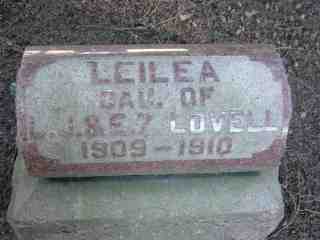 LEILEA
DAU. OF
L.J. & E.? LOVELL
1909 - 1910